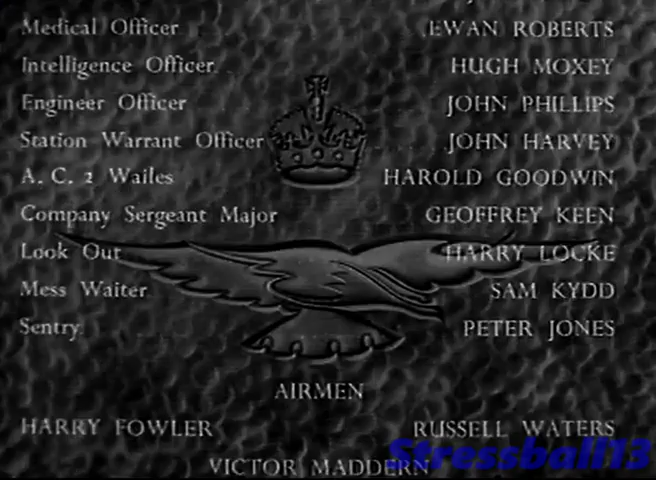 Medical Officer EWAN ROBERTS
Intelligence Officer HUGH MOXEY
Engineer Officer JOHN PHILLIPS
Station Warrant Officer JOHN HARVEY
A. C. 2 Wailes HAROLD GOODWIN
Company Sergeant Major GEOFFREY KEEN
Look Out HARRY LOCKE
Mess Waiter SAM KYDD
Sentry PETER JONES
AIRMEN
HARRY FOWLER RUSSELL WATERS
VICTOR MADDERN
Stressball13